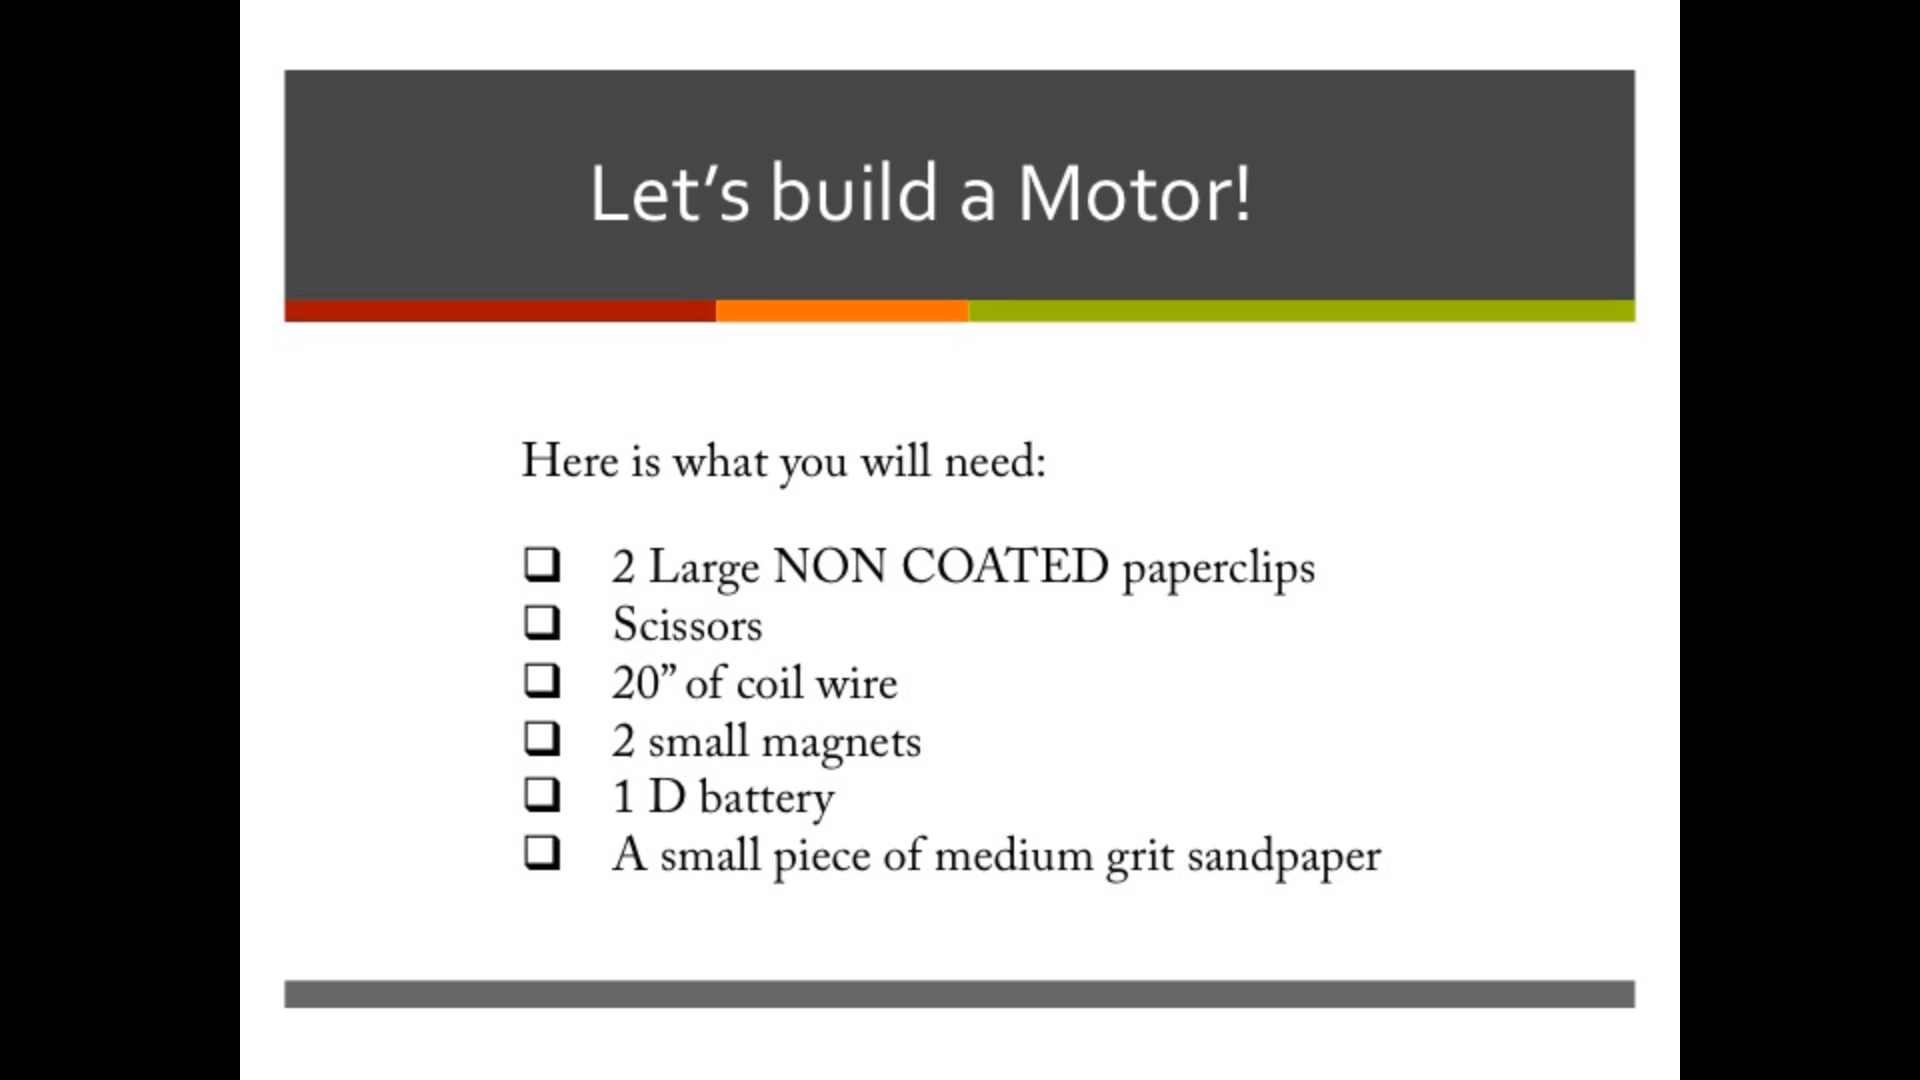 Let’s build a Motor!
Here is what you will need:
❑ 2 Large NON COATED paperclips
❑ Scissors
❑ 20” of coil wire
❑ 2 small magnets
❑ 1 D battery
❑ A small piece of medium grit sandpaper